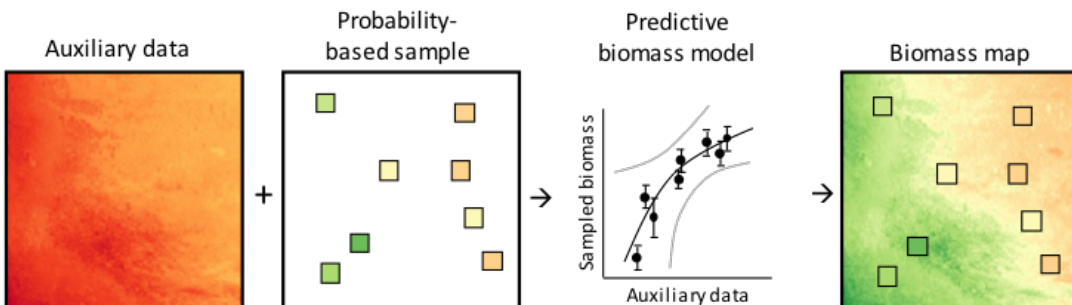 Auxiliary data
+
Probability-
based sample
→
Predictive
biomass model
Sampled biomass
Auxiliary data
→
Biomass map